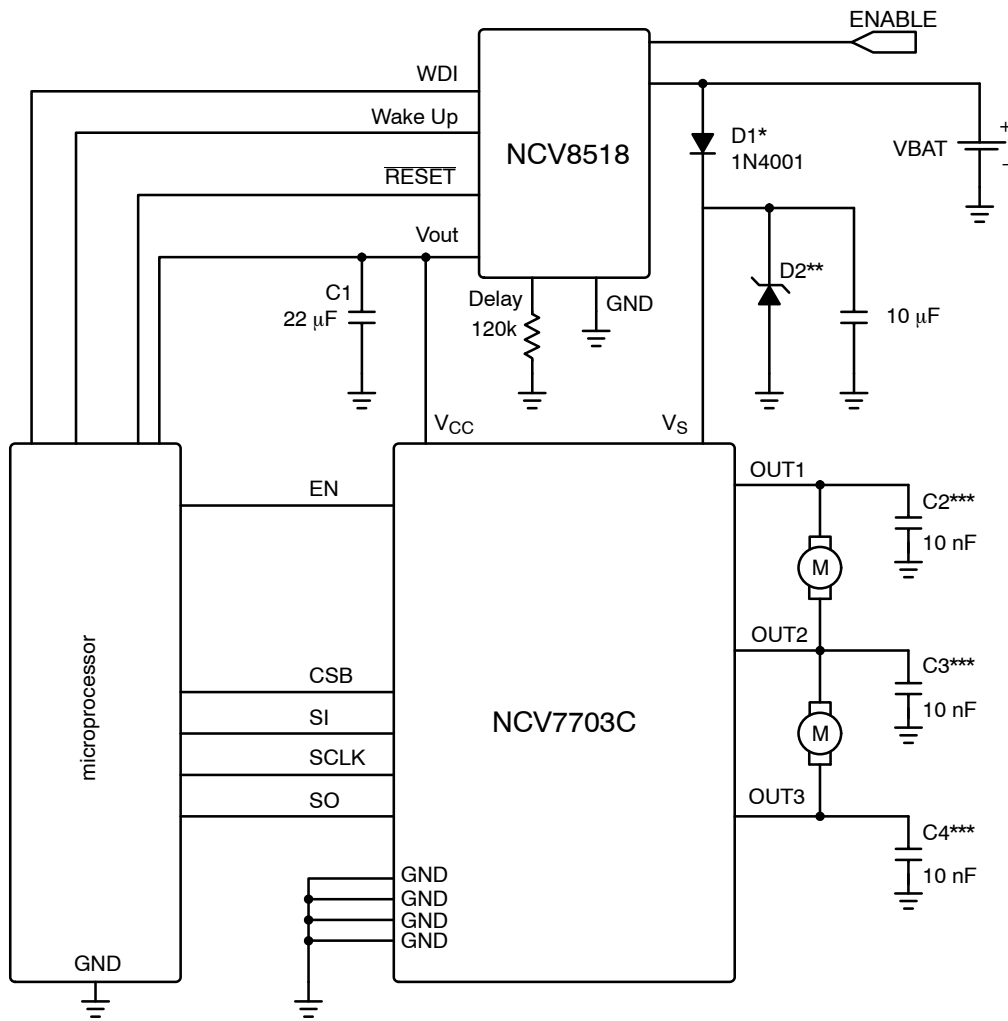 ENABLE
WDI
Wake Up
RESET
Vout
NCV8518
D1*
1N4001
VBAT
+
−
C1
22 μF
Delay
120k
GND
D2**
10 μF
VCC
VS
EN
OUT1
C2***
10 nF
M
OUT2
C3***
10 nF
microprocessor
CSB
SI
SCLK
SO
NCV7703C
M
OUT3
C4***
10 nF
GND
GND
GND
GND
GND